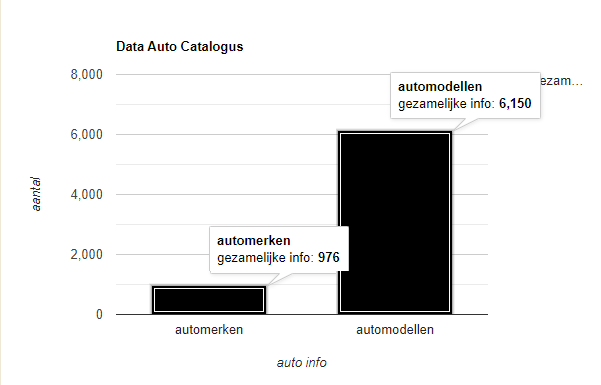 Data Auto Catalogus
8,000
6,000
4,000
2,000
0
aantal
automodellen
gezamelijke info: 6,150
ezam…
automerken
gezamelijke info: 976
automerken
automodellen
auto info